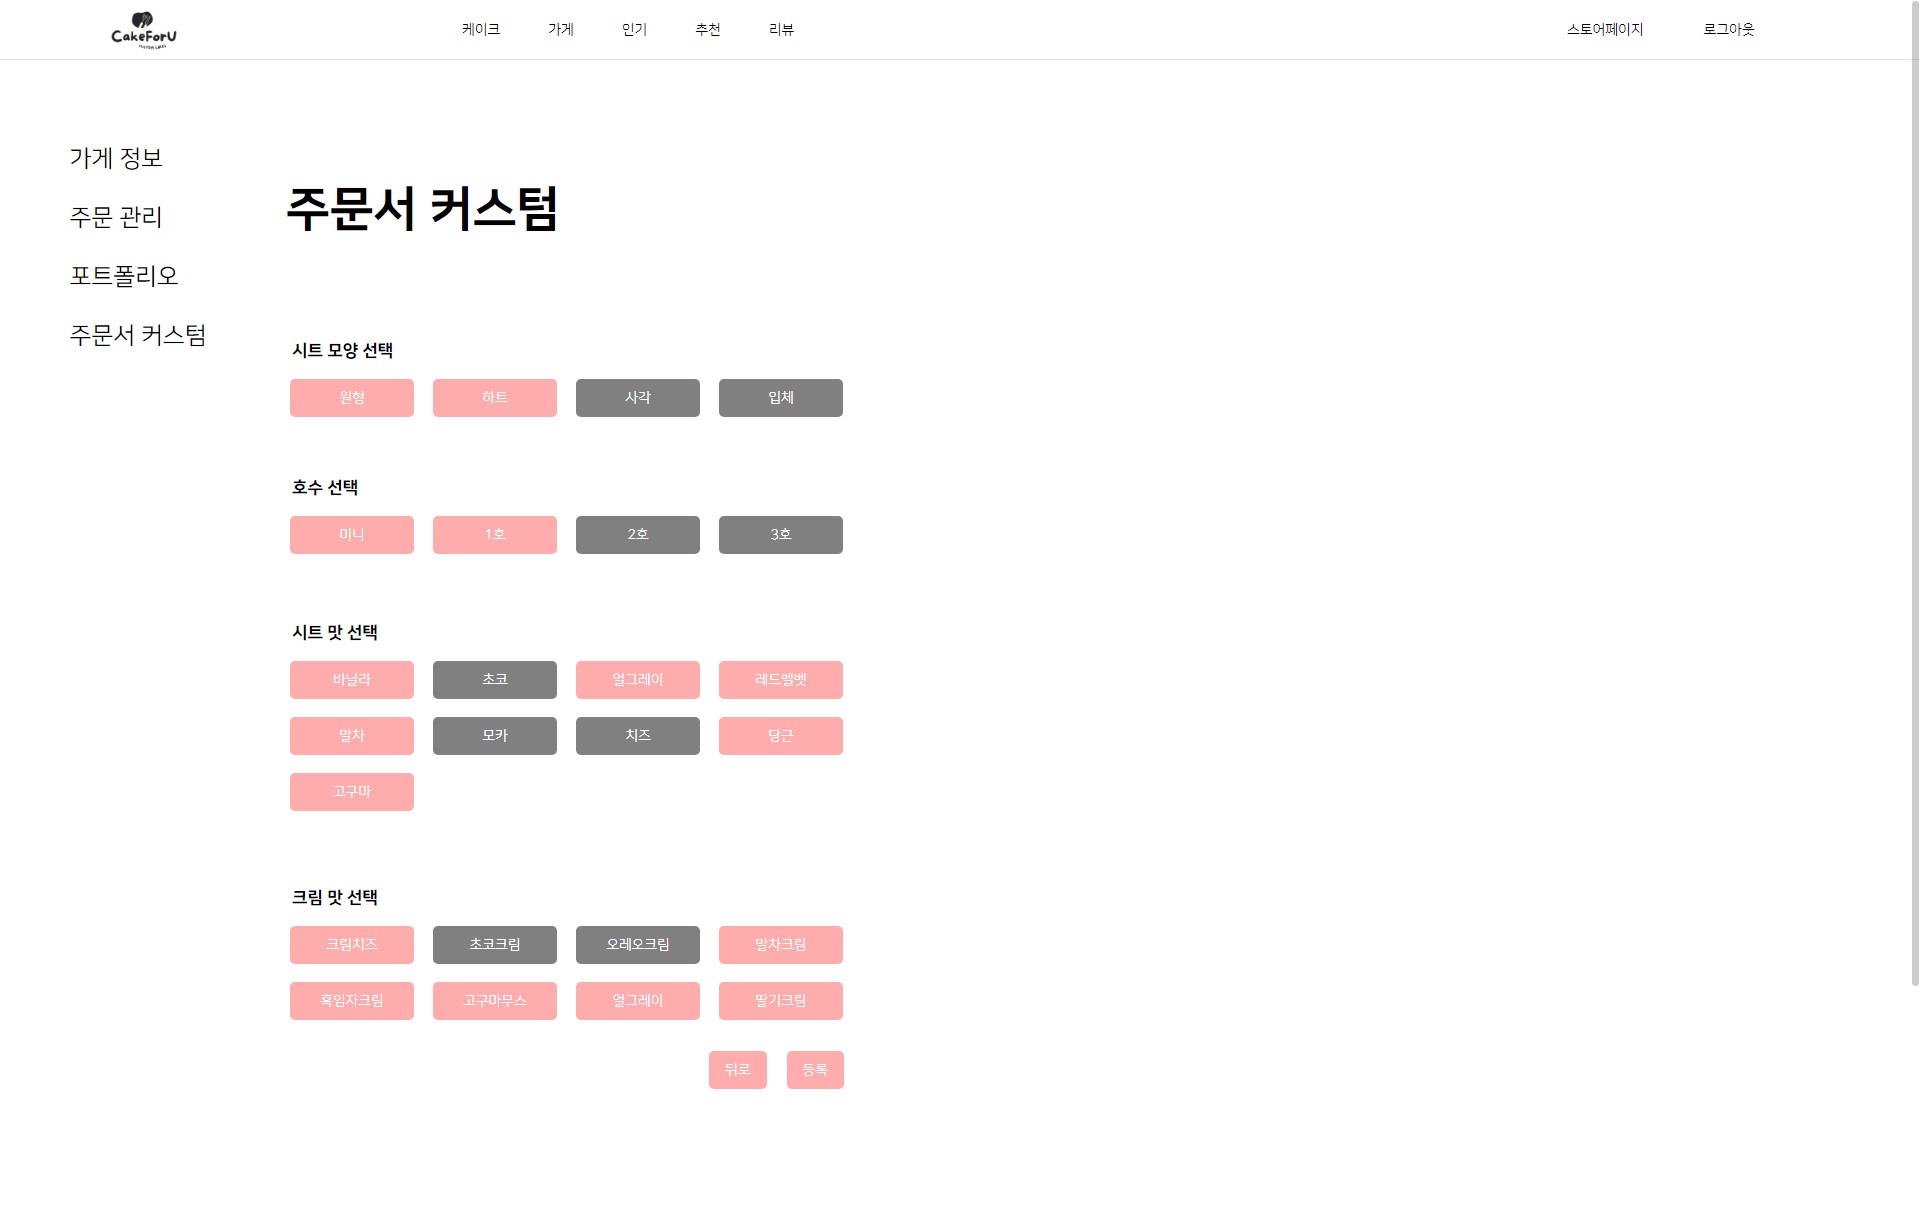 CakeForU
케이크 가게 인기 추천 리뷰 스토어페이지 로그아웃
가게 정보
주문 관리
포트폴리오
주문서 커스텀
주문서 커스텀
시트 모양 선택
원형 하트 사각 입체
호수 선택
미니 1호 2호 3호
시트 맛 선택
바닐라 초코 얼그레이 레드벨벳
말차 모카 치즈 당근
고구마
크림 맛 선택
크림치즈 초코크림 오레오크림 말차크림
흑임자크림 고구마무스 얼그레이 딸기크림
뒤로 등록